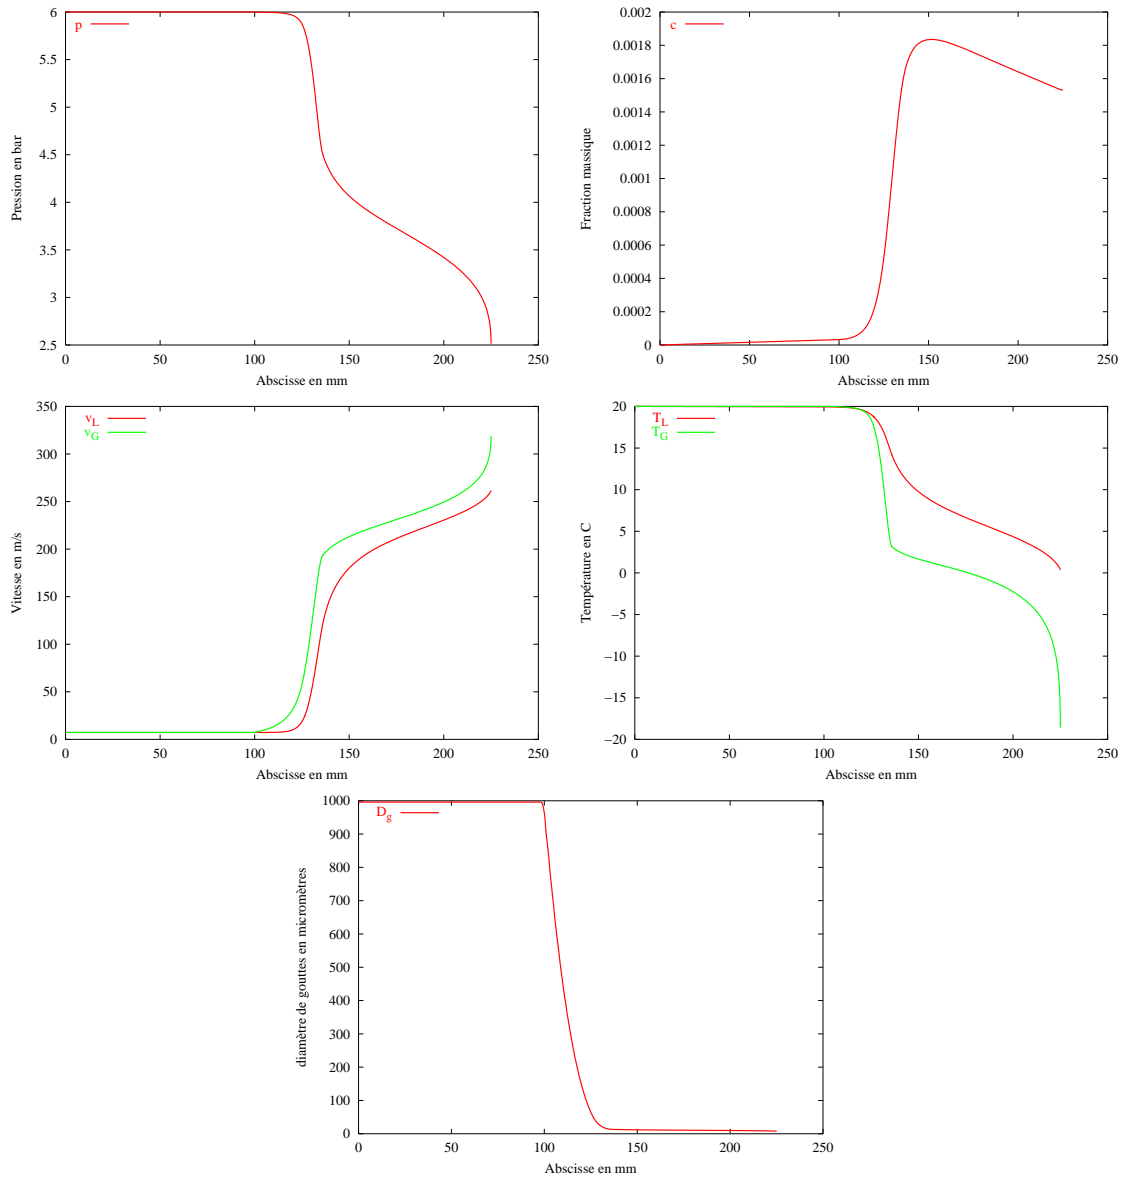 p
6
5.5
5
4.5
4
3.5
3
2.5
0 50 100 150 200 250
Pression en bar
Abscisse en mm
c
0.002
0.0018
0.0016
0.0014
0.0012
0.001
0.0008
0.0006
0.0004
0.0002
0
0 50 100 150 200 250
Fraction massique
Abscisse en mm
v_L
v_G
350
300
250
200
150
100
50
0
0 50 100 150 200 250
Vitesse en m/s
Abscisse en mm
T_L
T_G
20
15
10
5
0
−5
−10
−15
−20
0 50 100 150 200 250
Température en C
Abscisse en mm
D_g
1000
900
800
700
600
500
400
300
200
100
0
0 50 100 150 200 250
diamètre de gouttes en micromètres
Abscisse en mm